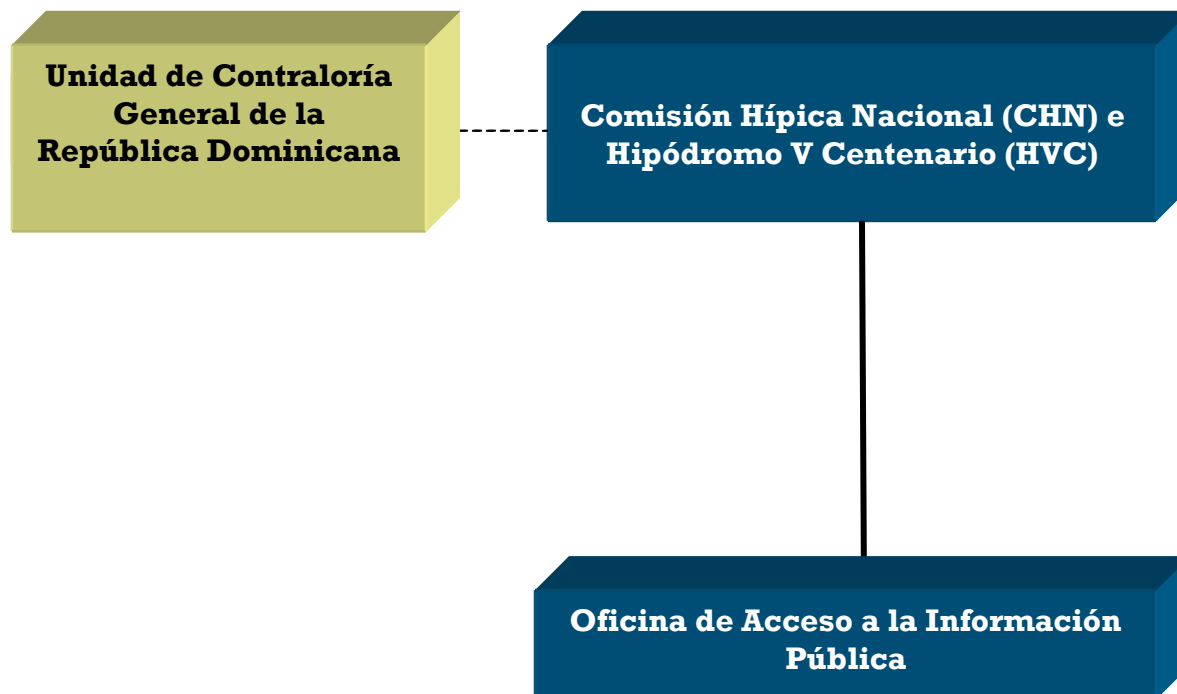 Unidad de Contraloría
General de la
República Dominicana
Comisión Hípica Nacional (CHN) e
Hipódromo V Centenario (HVC)
Oficina de Acceso a la Información
Pública